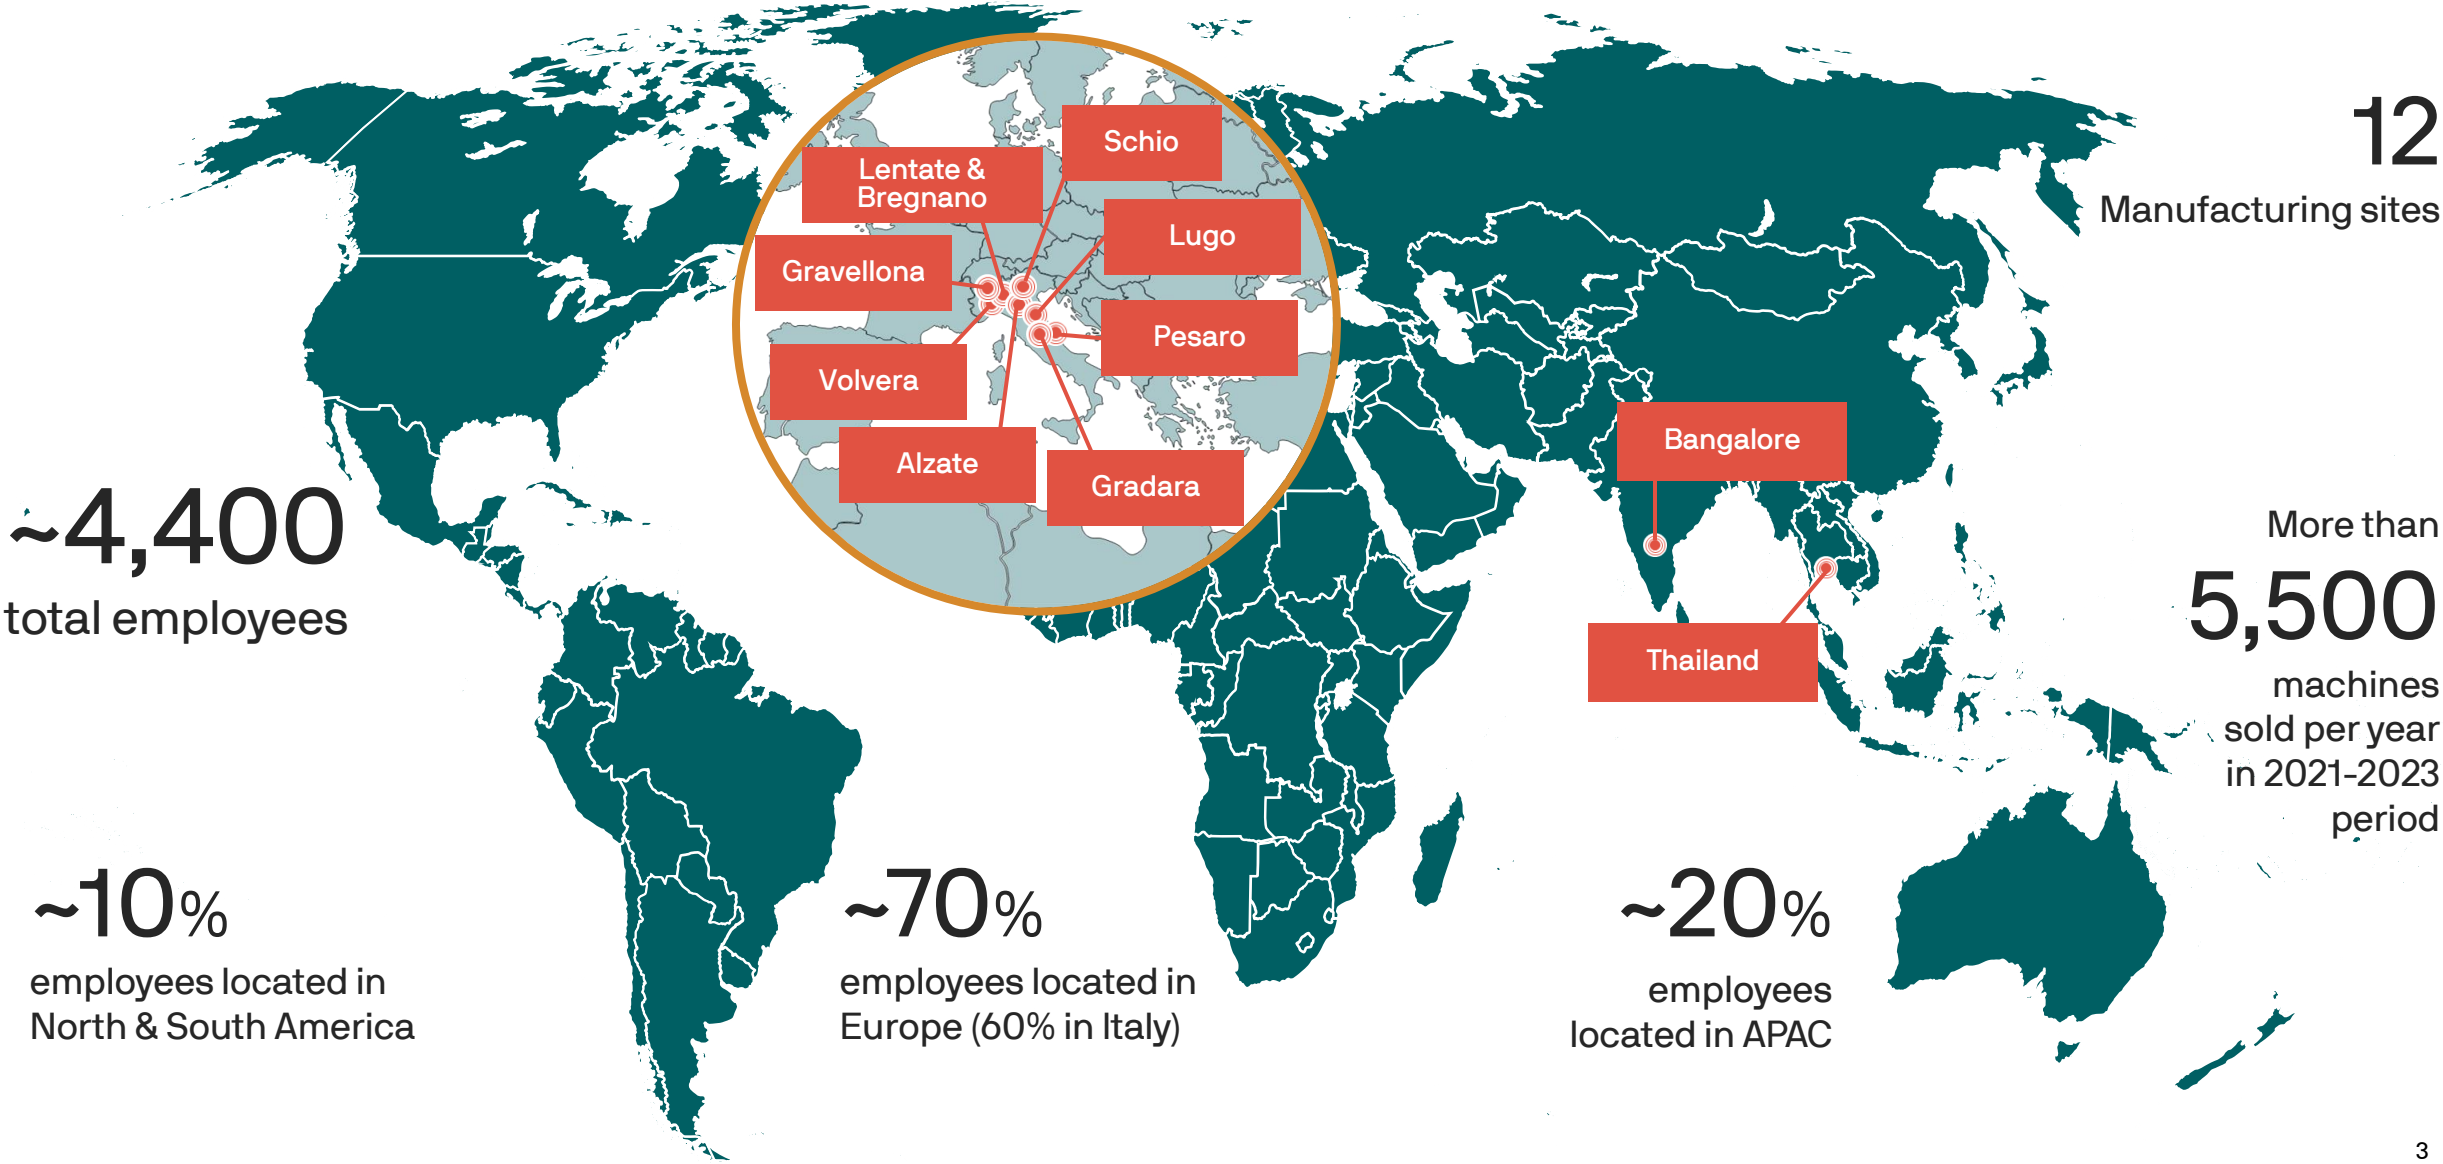 12
Manufacturing sites
Schio
Lentate &
Bregnano
Lugo
Gravellona
Pesaro
Volvera
Alzate
Gradara
Bangalore
Thailand
~4,400
total employees
More than
5,500
machines
sold per year
in 2021-2023
period
~10%
employees located in
North & South America
~70%
employees located in
Europe (60% in Italy)
~20%
employees
located in APAC
3